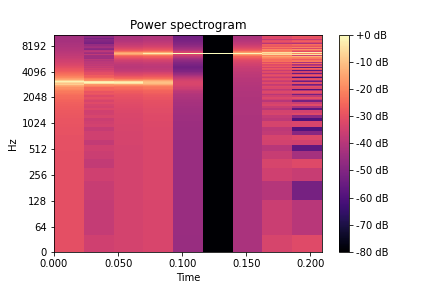 Power spectrogram
8192
4096
2048
1024
512
256
128
64
0
Hz
0.000
0.050
0.100
0.150
0.200
Time
+0 dB
-10 dB
-20 dB
-30 dB
-40 dB
-50 dB
-60 dB
-70 dB
-80 dB